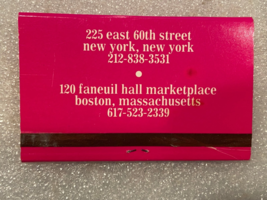 225 east 60th street
new york, new york
212-838-3531
120 faneuil hall marketplace
boston, massachusetts
617-523-2339